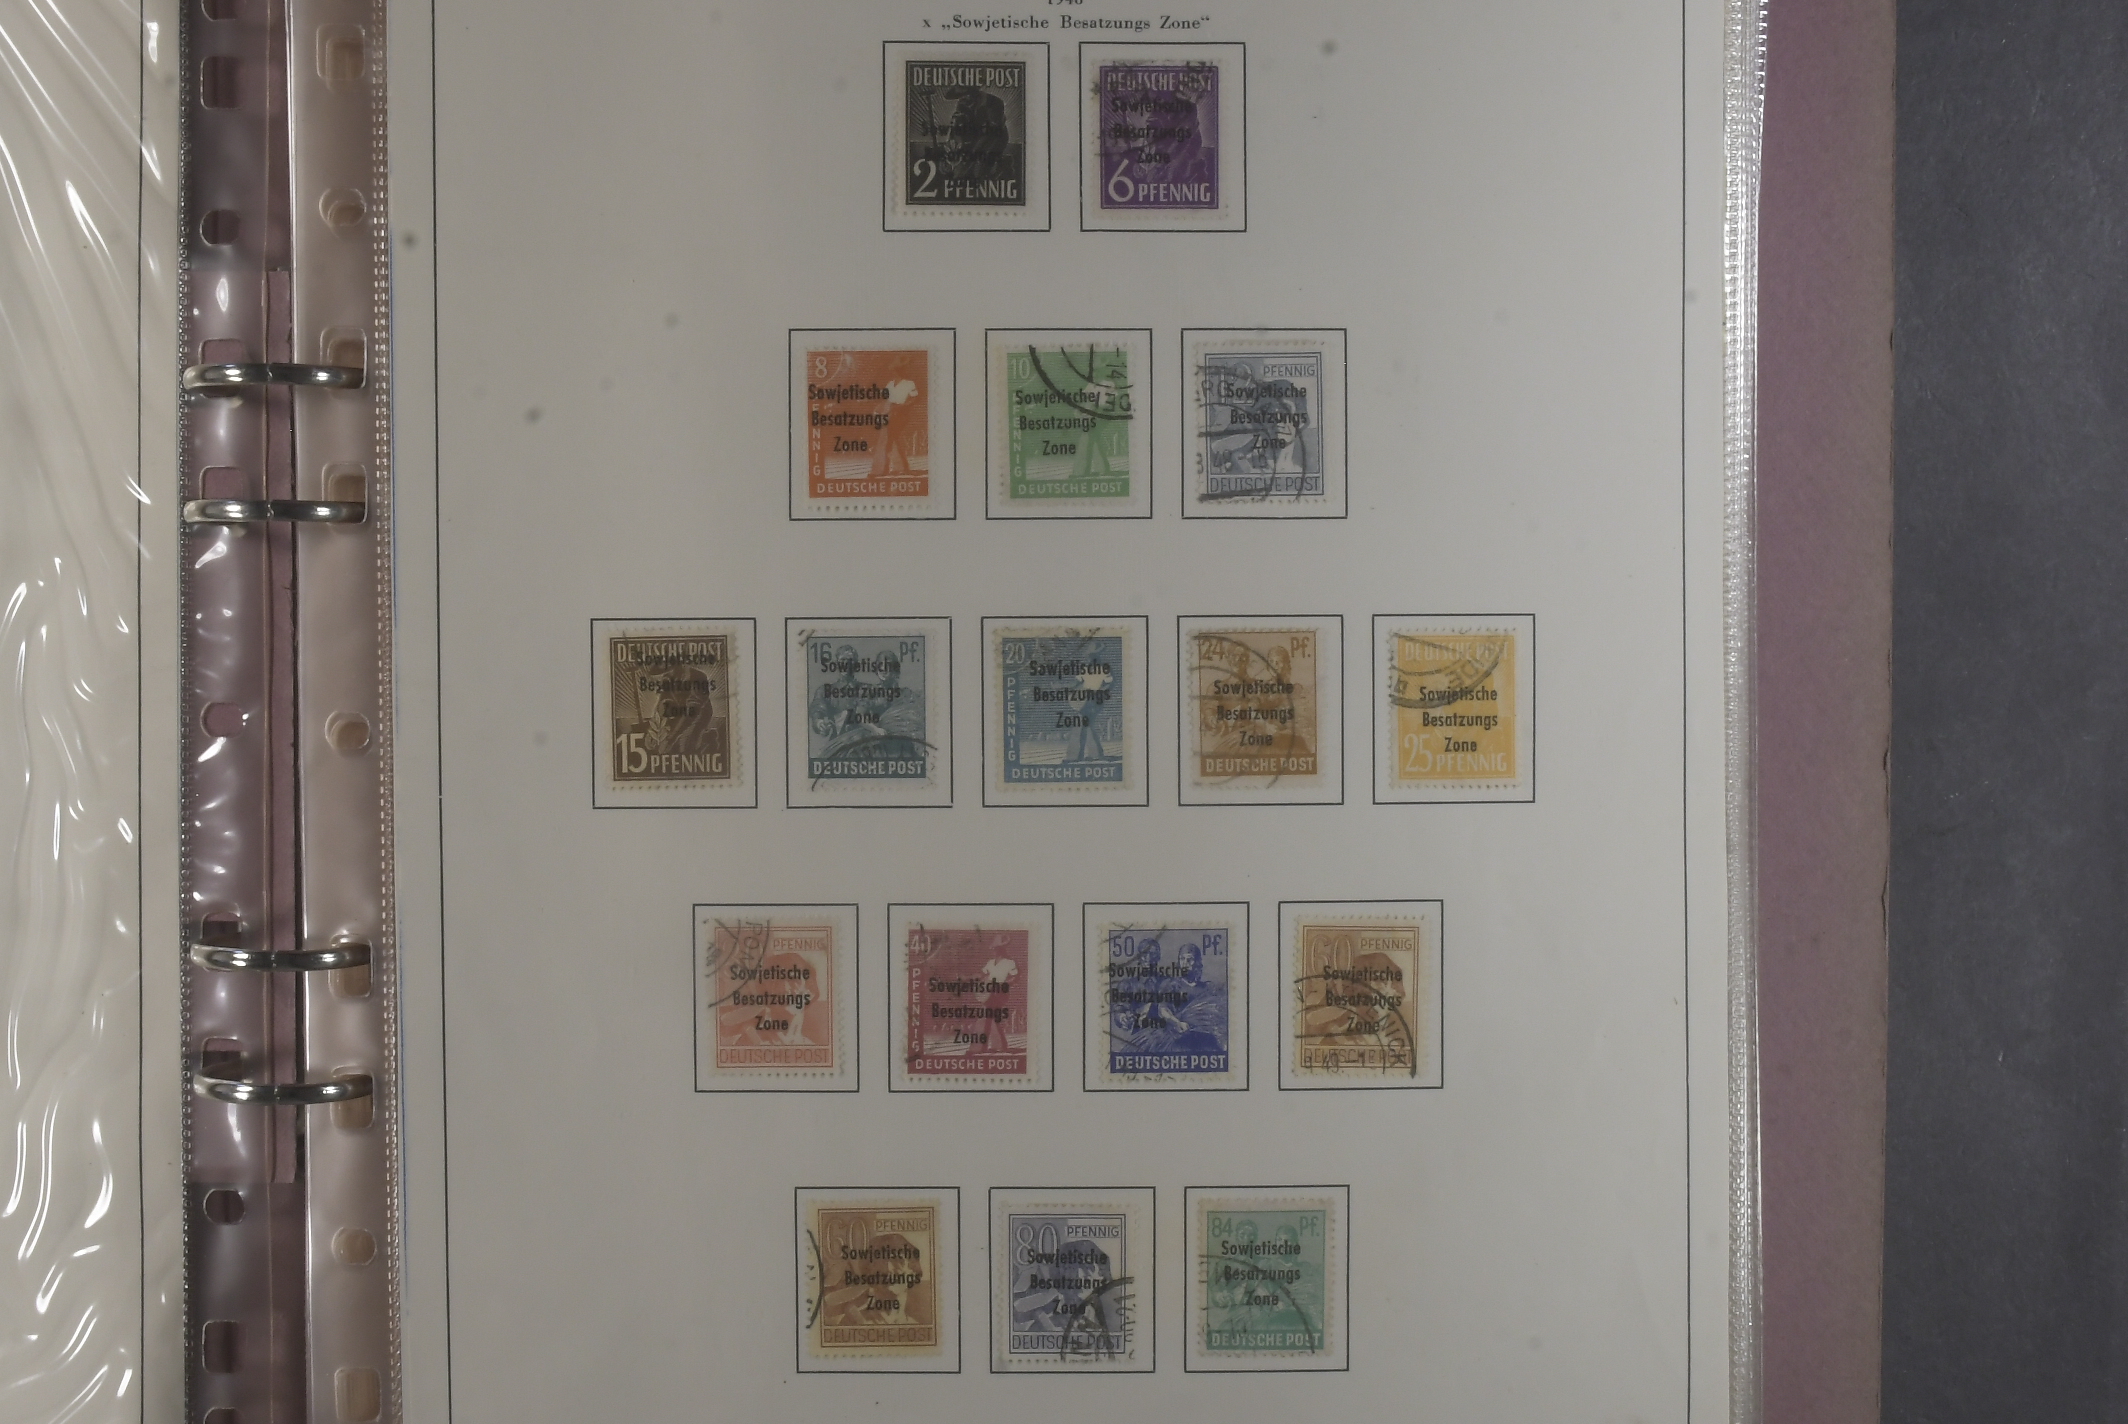 x „Sowjetische Besatzungs Zone“
DEUTSCHE POST
2 PFENNIG
DEUTSCHE POST
Sowjetische
Besatzungs
Zone
6 PFENNIG
8
PFENNIG
Sowjetische
Besatzungs
Zone
DEUTSCHE POST
10
PFENNIG
Sowjetische
Besatzungs
Zone
DEUTSCHE POST
PFENNIG
Sowjetische
Besatzungs
Zone
DEUTSCHE POST
DEUTSCHE POST
Sowjetische
Besatzungs
Zone
15 PFENNIG
16 Pf.
Sowjetische
Besatzungs
Zone
DEUTSCHE POST
20
PFENNIG
Sowjetische
Besatzungs
Zone
DEUTSCHE POST
24 Pf.
Sowjetische
Besatzungs
Zone
DEUTSCHE POST
DEUTSCHE POST
Sowjetische
Besatzungs
Zone
25 PFENNIG
PFENNIG
Sowjetische
Besatzungs
Zone
DEUTSCHE POST
40
PFENNIG
Sowjetische
Besatzungs
Zone
DEUTSCHE POST
50 Pf.
Sowjetische
Besatzungs
Zone
DEUTSCHE POST
60 PFENNIG
Sowjetische
Besatzungs
Zone
DEUTSCHE POST
60 PFENNIG
Sowjetische
Besatzungs
Zone
DEUTSCHE POST
80 PFENNIG
Sowjetische
Besatzungs
Zone
DEUTSCHE POST
84 Pf.
Sowjetische
Besatzungs
Zone
DEUTSCHE POST